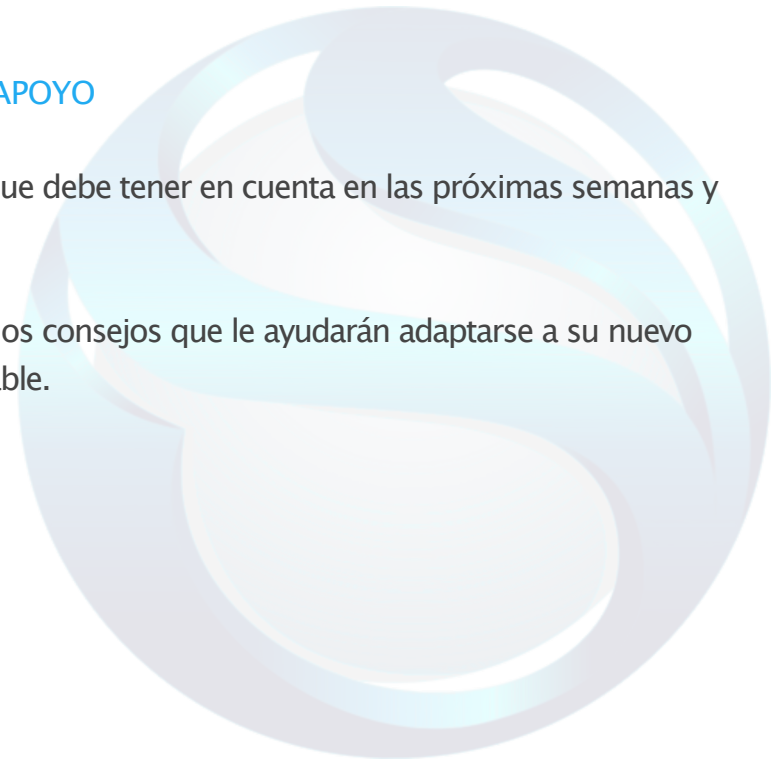 APOYO
ue debe tener en cuenta en las próximas semanas y
os consejos que le ayudarán adaptarse a su nuevo
ble.